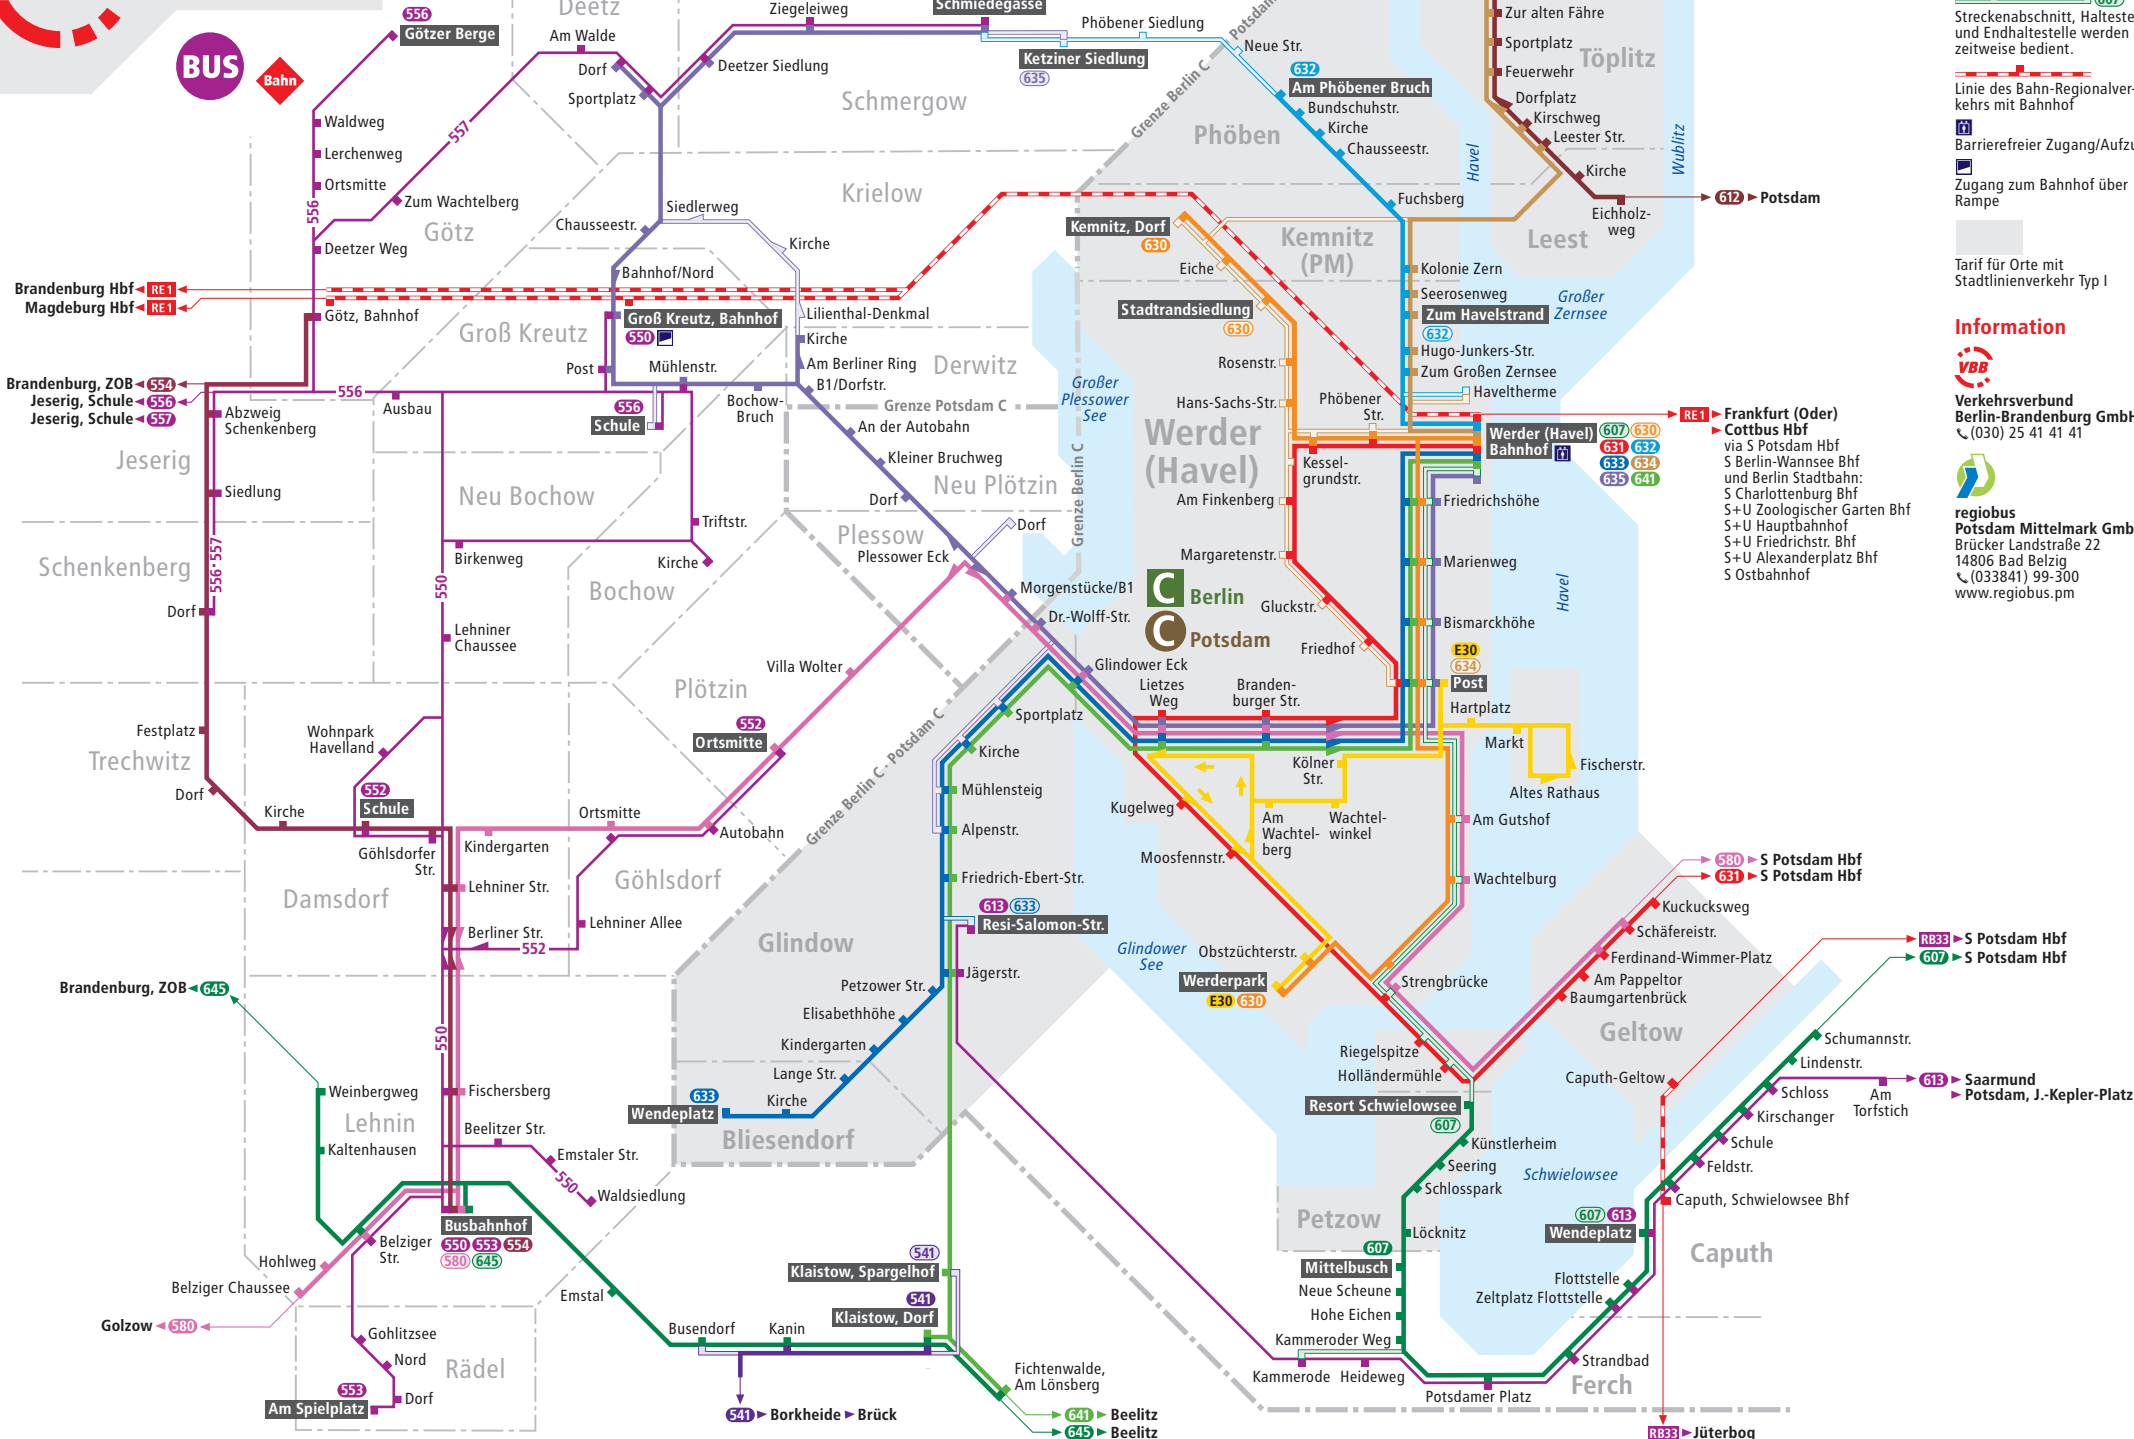 556
Götzer Berge
BUS
Bahn
Deetz
Am Walde
Dorf
Sportplatz
Ziegeleiweg
Schmiedegasse
Deetzer Siedlung
Phöbener Siedlung
Ketziner Siedlung
635
Schmergow
Krielow
Waldweg
Lerchenweg
Ortsmitte
557
556
Zum Wachtelberg
Götz
Deetzer Weg
Siedlerweg
Chausseestr.
Kirche
Bahnhof/Nord
Brandenburg Hbf RE1
Magdeburg Hbf RE1
Götz, Bahnhof
Groß Kreutz
Groß Kreutz, Bahnhof
550
Lilienthal-Denkmal
Kirche
Am Berliner Ring
B1/Dorfstr.
Derwitz
Post
Mühlenstr.
Bochow-
Bruch
Brandenburg, ZOB 554
Jeserig, Schule 556
Jeserig, Schule 557
556
Ausbau
556
Schule
Abzweig
Schenkenberg
Jeserig
Siedlung
556·557
Schenkenberg
Dorf
Neu Bochow
Triftstr.
Birkenweg
Kirche
550
Bochow
Lehniner
Chaussee
Grenze Potsdam C
Grenze Berlin C
An der Autobahn
Kleiner Bruchweg
Dorf
Neu Plötzin
Plessow
Dorf
Plessower Eck
Morgenstücke/B1
Dr.-Wolff-Str.
Villa Wolter
Plötzin
552
Ortsmitte
Glindower Eck
Grenze Berlin C · Potsdam C
Festplatz
Trechwitz
Dorf
Kirche
Wohnpark
Havelland
552
Schule
Göhlsdorfer
Str.
Ortsmitte
Kindergarten
Autobahn
Damsdorf
Lehniner Str.
Göhlsdorf
Berliner Str.
552
Lehniner Allee
Brandenburg, ZOB 645
550
Weinbergweg
Lehnin
Kaltenhausen
Fischersberg
Beelitzer Str.
Emstaler Str.
550
Waldsiedlung
Busbahnhof
550 553 554
580 645
Belziger
Str.
Hohlweg
Belziger Chaussee
Golzow 580
Emstal
Gohlitzsee
Nord
Rädel
Dorf
553
Am Spielplatz
Sportplatz
Kirche
Mühlensteig
Alpenstr.
Friedrich-Ebert-Str.
613 633
Resi-Salomon-Str.
Glindow
Jägerstr.
Petzower Str.
Elisabethhöhe
Kindergarten
Lange Str.
Kirche
633
Wendeplatz
Bliesendorf
541
Klaistow, Spargelhof
541
Klaistow, Dorf
Busendorf
Kanin
541 Borkheide Brück
Fichtenwalde,
Am Lönsberg
641 Beelitz
645 Beelitz
Potsdam
Grenze Berlin C
Neue Str.
632
Am Phöbener Bruch
Bundschuhstr.
Kirche
Chausseestr.
Phöben
Havel
Fuchsberg
Kemnitz, Dorf
630
Kemnitz
(PM)
Eiche
Stadtrandsiedlung
630
Kolonie Zern
Seerosenweg
Zum Havelstrand
632
Großer
Zernsee
Hugo-Junkers-Str.
Zum Großen Zernsee
Haveltherme
Rosenstr.
Hans-Sachs-Str.
Phöbener
Str.
Großer
Plessower
See
Werder
(Havel)
Werder (Havel)
Bahnhof
607 630
631 632
633 634
635 641
Kessel-
grundstr.
Am Finkenberg
Margaretenstr.
C Berlin
C Potsdam
Gluckstr.
Friedhof
Friedrichshöhe
Marienweg
Bismarckhöhe
Havel
E30
634
Post
Hartplatz
Markt
Fischerstr.
Altes Rathaus
Lietzes
Weg
Branden-
burger Str.
Kölner
Str.
Kugelweg
Am
Wachtel-
berg
Wachtel-
winkel
Moosfennstr.
Am Gutshof
Wachtelburg
Glindower
See
Obstzüchterstr.
Werderpark
E30 630
Strengbrücke
Riegelspitze
Holländermühle
Resort Schwielowsee
607
Künstlerheim
Seering
Schlosspark
Petzow
Löcknitz
607
Mittelbusch
Neue Scheune
Hohe Eichen
Kammeroder Weg
Kammerode
Heideweg
Potsdamer Platz
Strandbad
Ferch
Zeltplatz Flottstelle
Flottstelle
607 613
Wendeplatz
Caputh
Caputh, Schwielowsee Bhf
Schwielowsee
RB33 Jüterbog
Feldstr.
Schule
Kirschanger
Schloss
Lindenstr.
Schumannstr.
Am
Torfstich
Caputh-Geltow
Geltow
Baumgartenbrück
Am Pappeltor
Ferdinand-Wimmer-Platz
Schäfereistr.
Kuckucksweg
580 S Potsdam Hbf
631 S Potsdam Hbf
RB33 S Potsdam Hbf
607 S Potsdam Hbf
613 Saarmund
Potsdam, J.-Kepler-Platz
Zur alten Fähre
Sportplatz
Töplitz
Feuerwehr
Dorfplatz
Kirschweg
Leester Str.
Kirche
Wublitz
Eichholz-
weg
Leest
612 Potsdam
RE1 Frankfurt (Oder)
Cottbus Hbf
via S Potsdam Hbf
S Berlin-Wannsee Bhf
und Berlin Stadtbahn:
S Charlottenburg Bhf
S+U Zoologischer Garten Bhf
S+U Hauptbahnhof
S+U Friedrichstr. Bhf
S+U Alexanderplatz Bhf
S Ostbahnhof
607
Streckenabschnitt, Halteste
und Endhaltestelle werden
zeitweise bedient.
Linie des Bahn-Regionalver-
kehrs mit Bahnhof
Barrierefreier Zugang/Aufzu
Zugang zum Bahnhof über
Rampe
Tarif für Orte mit
Stadtlinienverkehr Typ I
Information
VBB
Verkehrsverbund
Berlin-Brandenburg GmbH
(030) 25 41 41 41
regiobus
Potsdam Mittelmark Gmb
Brücker Landstraße 22
14806 Bad Belzig
(033841) 99-300
www.regiobus.pm